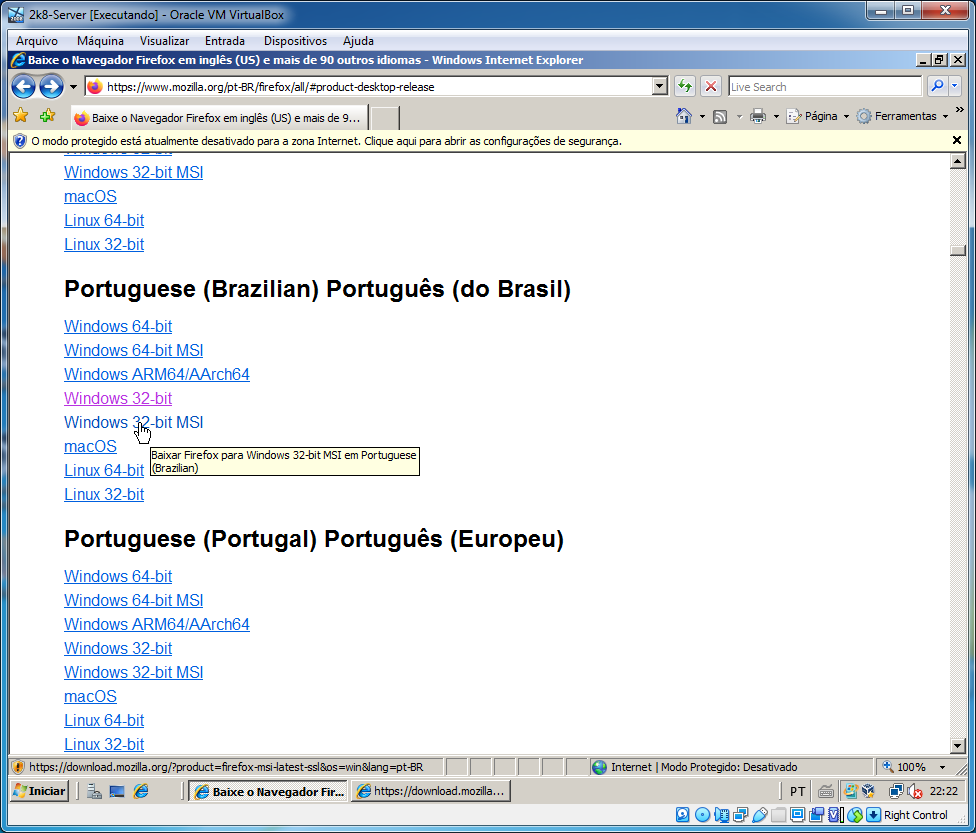 2k8-Server [Executando] - Oracle VM VirtualBox
Arquivo Máquina Visualizar Entrada Dispositivos Ajuda
Baixe o Navegador Firefox em inglês (US) e mais de 90 outros idiomas - Windows Internet Explorer
https://www.mozilla.org/pt-BR/firefox/all/#product-desktop-release Live Search
Baixe o Navegador Firefox em inglês (US) e mais de 9... Página Ferramentas
O modo protegido está atualmente desativado para a zona Internet. Clique aqui para abrir as configurações de segurança.
Windows 32-bit
Windows 32-bit MSI
macOS
Linux 64-bit
Linux 32-bit
Portuguese (Brazilian) Português (do Brasil)
Windows 64-bit
Windows 64-bit MSI
Windows ARM64/AArch64
Windows 32-bit
Windows 32-bit MSI
macOS
Baixar Firefox para Windows 32-bit MSI em Portuguese
(Brazilian)
Linux 64-bit
Linux 32-bit
Portuguese (Portugal) Português (Europeu)
Windows 64-bit
Windows 64-bit MSI
Windows ARM64/AArch64
Windows 32-bit
Windows 32-bit MSI
macOS
Linux 64-bit
Linux 32-bit
https://download.mozilla.org/?product=firefox-msi-latest-ssl&os=win&lang=pt-BR Internet | Modo Protegido: Desativado 100%
Iniciar Baixe o Navegador Fir... https://download.mozilla.... PT 22:22
Right Control